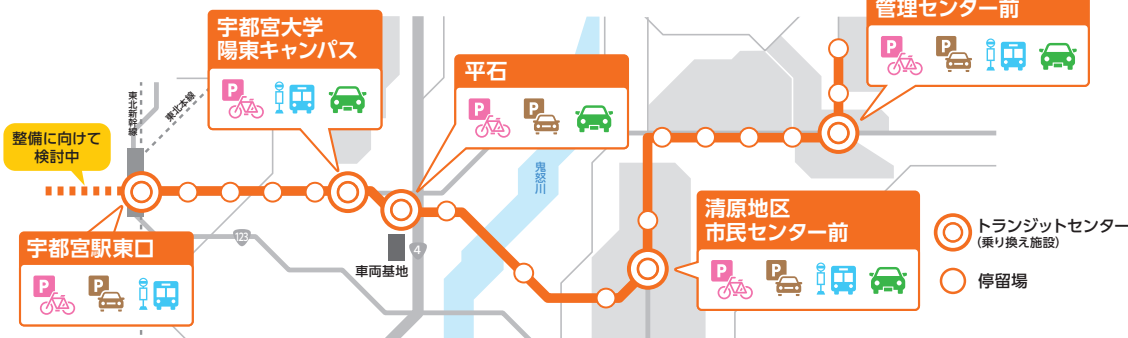 宇都宮大学
陽東キャンパス
P
平石
P
P
管理センター前
P
P
東北新幹線
東北本線
整備に向けて
検討中
鬼怒川
宇都宮駅東口
P
P
123
4
車両基地
清原地区
市民センター前
P
P
トランジットセンター
(乗り換え施設)
停留場